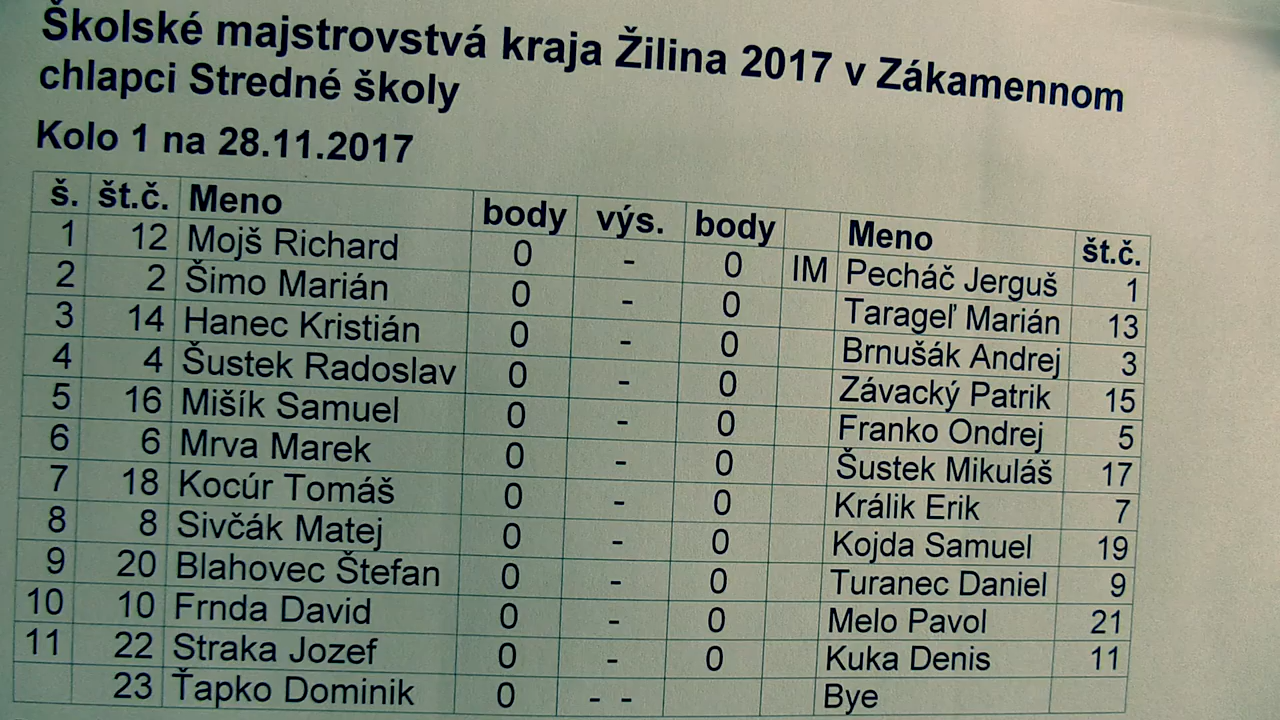 Školské majstrovstvá kraja Žilina 2017 v Zákamennom
chlapci Stredné školy
Kolo 1 na 28.11.2017
š. št.č. Meno body výs. body Meno št.č.
1 12 Mojš Richard 0 - 0 IM Pecháč Jerguš 1
2 2 Šimo Marián 0 - 0 Tarageľ Marián 13
3 14 Hanec Kristián 0 - 0 Brnušák Andrej 3
4 4 Šustek Radoslav 0 - 0 Závacký Patrik 15
5 16 Mišík Samuel 0 - 0 Franko Ondrej 5
6 6 Mrva Marek 0 - 0 Šustek Mikuláš 17
7 18 Kocúr Tomáš 0 - 0 Králik Erik 7
8 8 Sivčák Matej 0 - 0 Kojda Samuel 19
9 20 Blahovec Štefan 0 - 0 Turanec Daniel 9
10 10 Frnda David 0 - 0 Melo Pavol 21
11 22 Straka Jozef 0 - 0 Kuka Denis 11
23 Ťapko Dominik 0 - - Bye